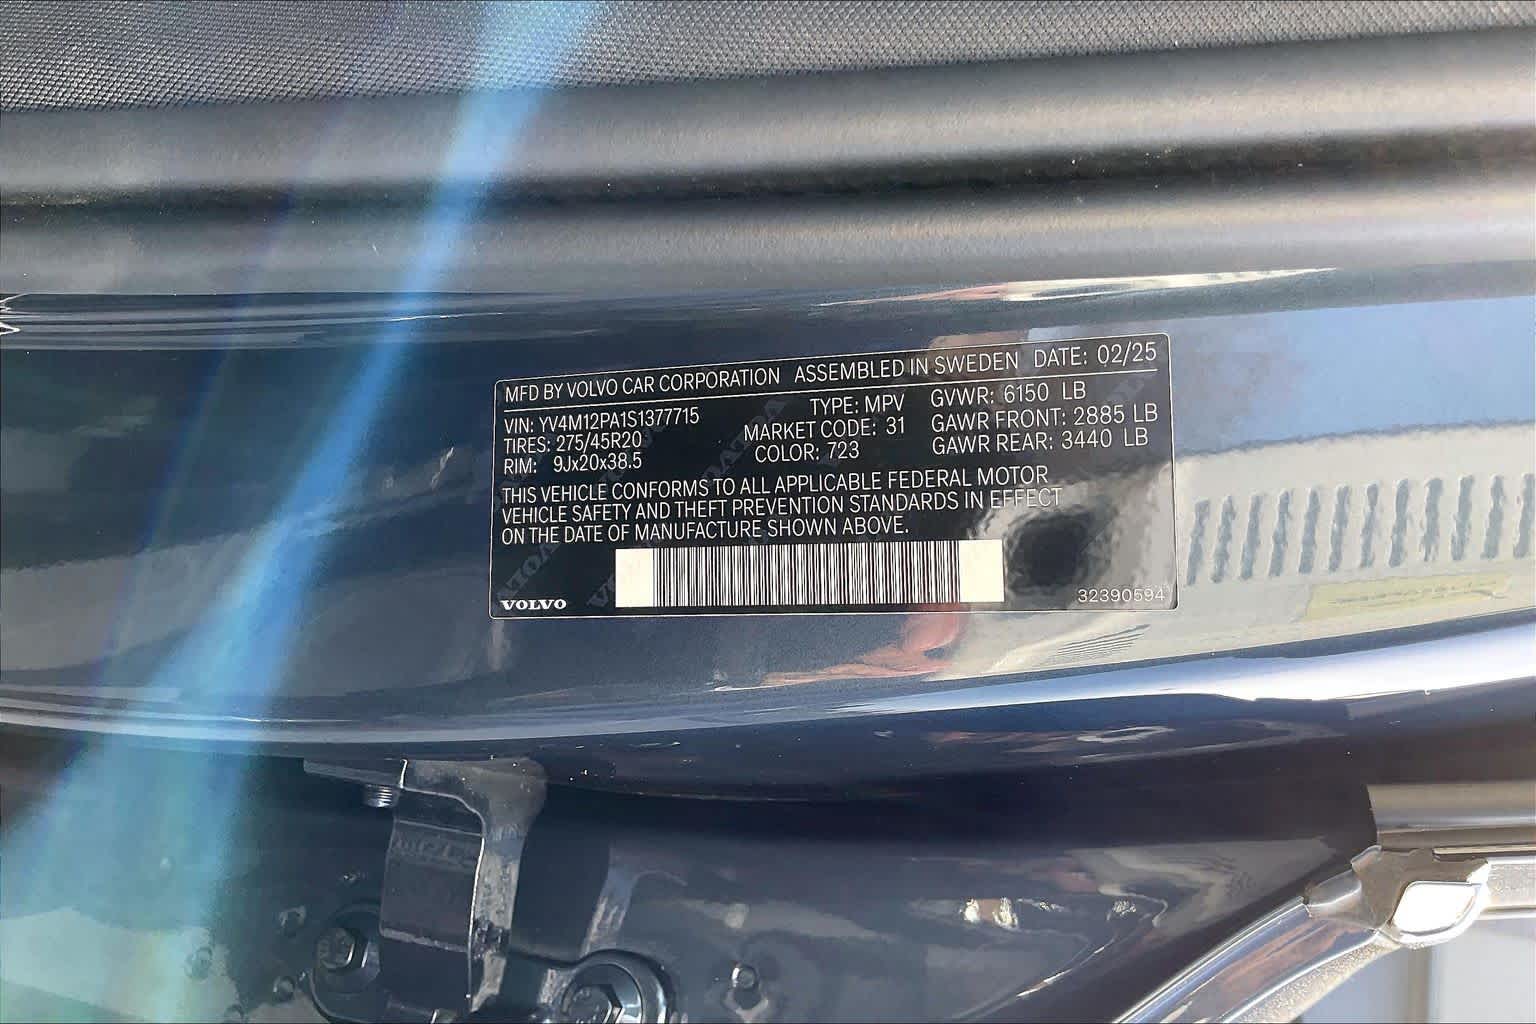 MFD BY VOLVO CAR CORPORATION ASSEMBLED IN SWEDEN DATE: 02/25
VIN: YV4M12PA1S1377715 TYPE: MPV GVWR: 6150 LB
TIRES: 275/45R20 MARKET CODE: 31 GAWR FRONT: 2885 LB
RIM: 9Jx20x38.5 COLOR: 723 GAWR REAR: 3440 LB
THIS VEHICLE CONFORMS TO ALL APPLICABLE FEDERAL MOTOR
VEHICLE SAFETY AND THEFT PREVENTION STANDARDS IN EFFECT
ON THE DATE OF MANUFACTURE SHOWN ABOVE.
VOLVO 32390594